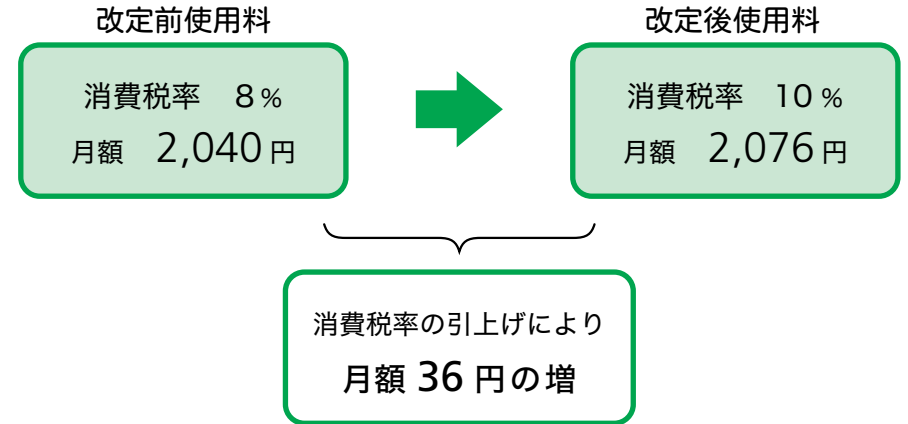 改定前使用料
消費税率　8%
月額　2,040円
改定後使用料
消費税率　10%
月額　2,076円
消費税率の引上げにより
月額 36 円の増